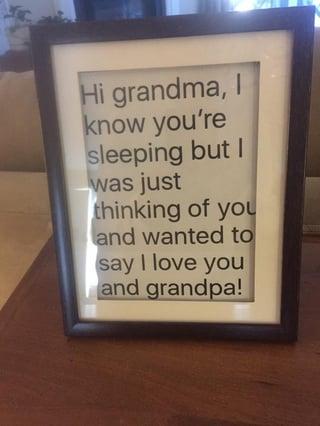 Hi grandma, I
know you're
sleeping but I
was just
thinking of you
and wanted to
say I love you
and grandpa!